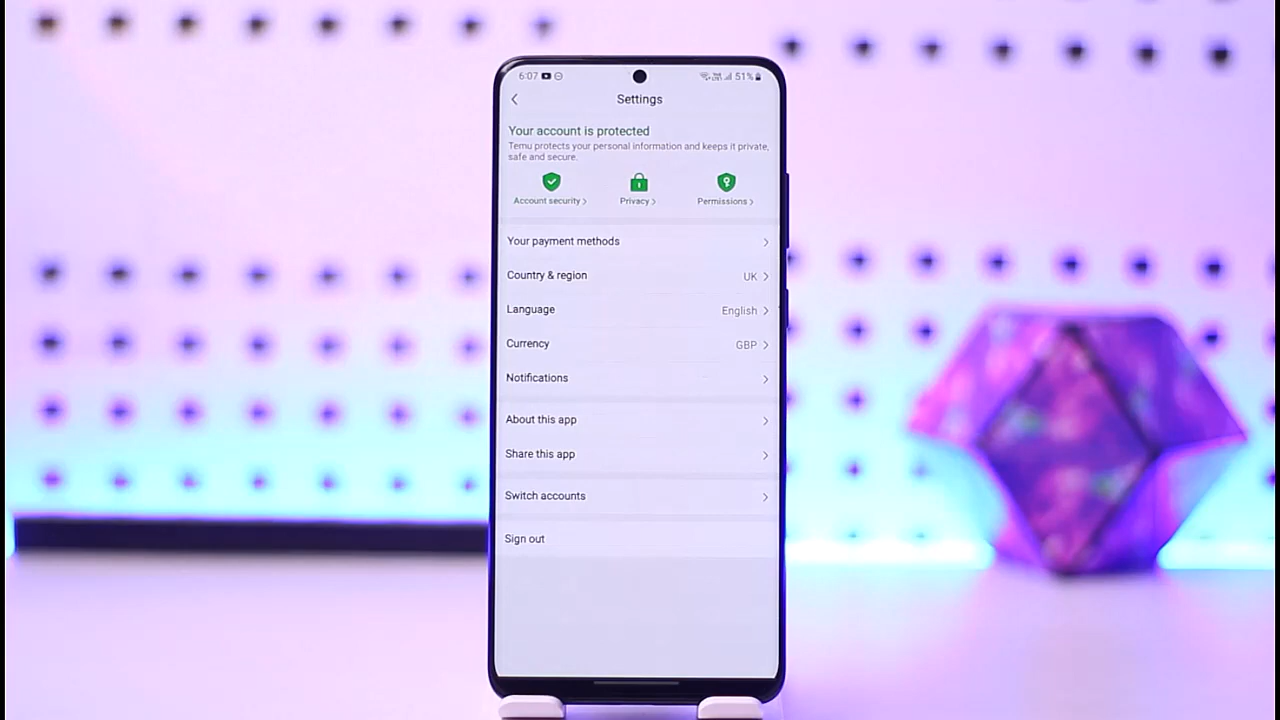 6:07 51%
Settings
Your account is protected
Temu protects your personal information and keeps it private,
safe and secure.
Account security > Privacy > Permissions >
Your payment methods >
Country & region UK >
Language English >
Currency GBP >
Notifications >
About this app >
Share this app >
Switch accounts >
Sign out